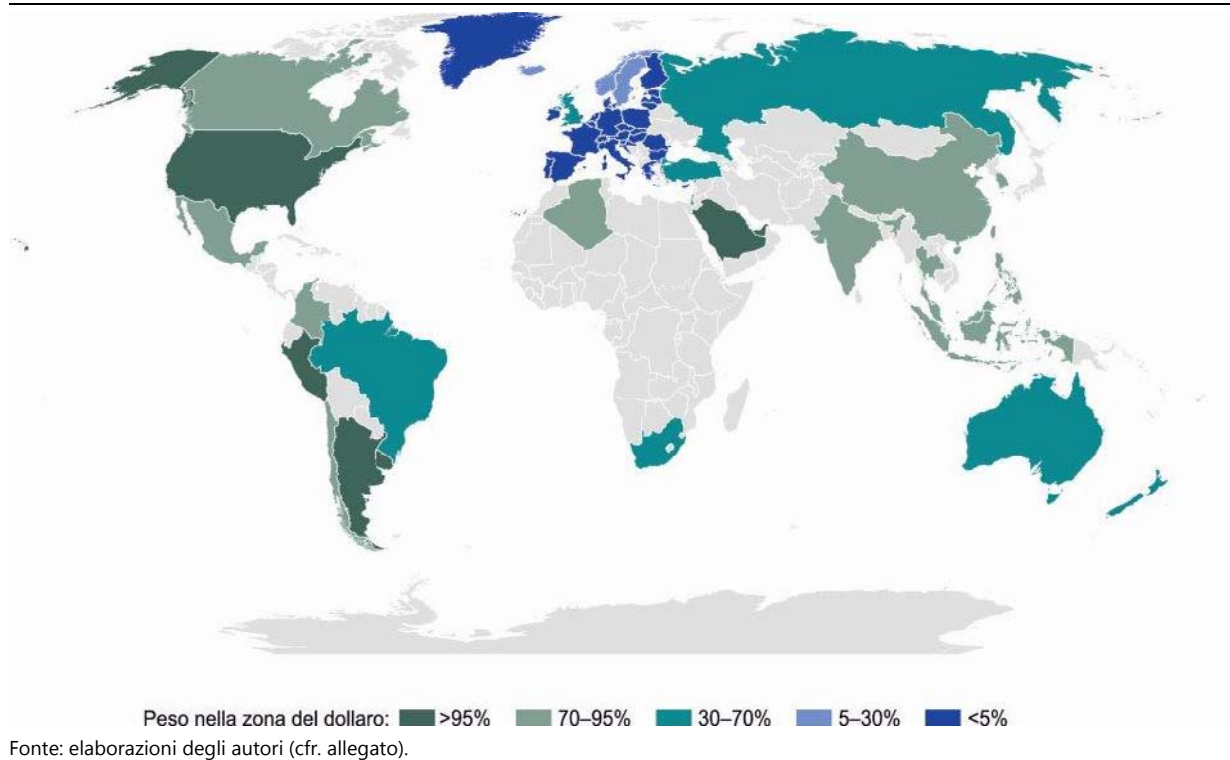 Peso nella zona del dollaro: >95% 70–95% 30–70% 5–30% <5%
Fonte: elaborazioni degli autori (cfr. allegato).